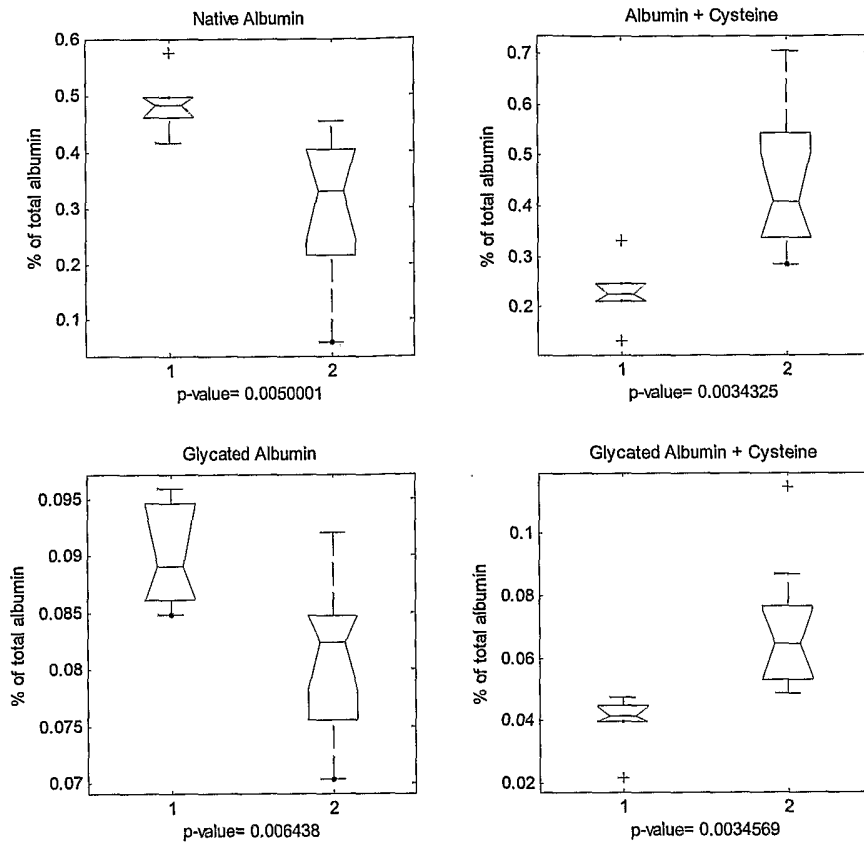 Native Albumin
% of total albumin
0.6
0.5
0.4
0.3
0.2
0.1
1
2
p-value= 0.0050001
Albumin + Cysteine
% of total albumin
0.7
0.6
0.5
0.4
0.3
0.2
1
2
p-value= 0.0034325
Glycated Albumin
% of total albumin
0.095
0.09
0.085
0.08
0.075
0.07
1
2
p-value= 0.006438
Glycated Albumin + Cysteine
% of total albumin
0.1
0.08
0.06
0.04
0.02
1
2
p-value= 0.0034569